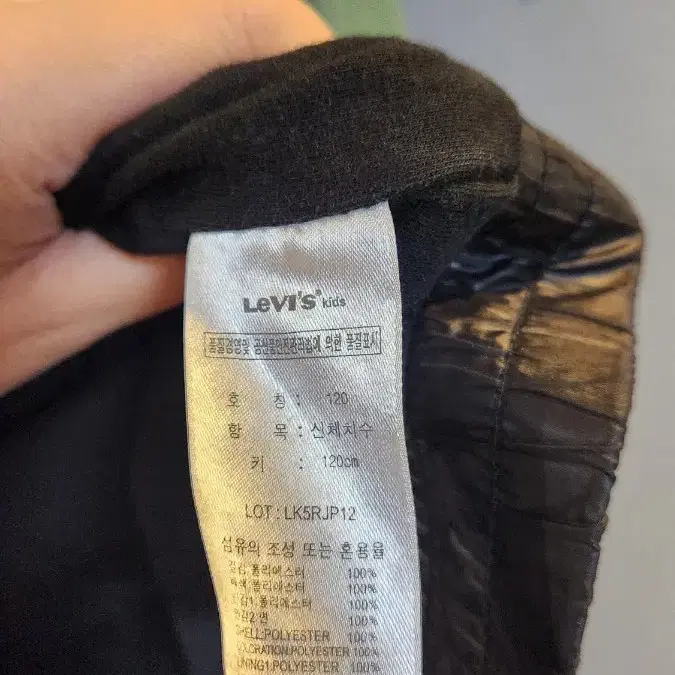 Levi's® kids
품질경영및 공산품안전관리법에 의한 품질표시
호 칭 : 120
항 목 : 신체치수
키 : 120cm
LOT : LK5RJP12
섬유의 조성 또는 혼용율
겉감:폴리에스터 100%
배색:폴리에스터 100%
안감1:폴리에스터 100%
안감2:면 100%
SHELL:POLYESTER 100%
COLORATION:POLYESTER 100%
LINING1:POLYESTER 100%